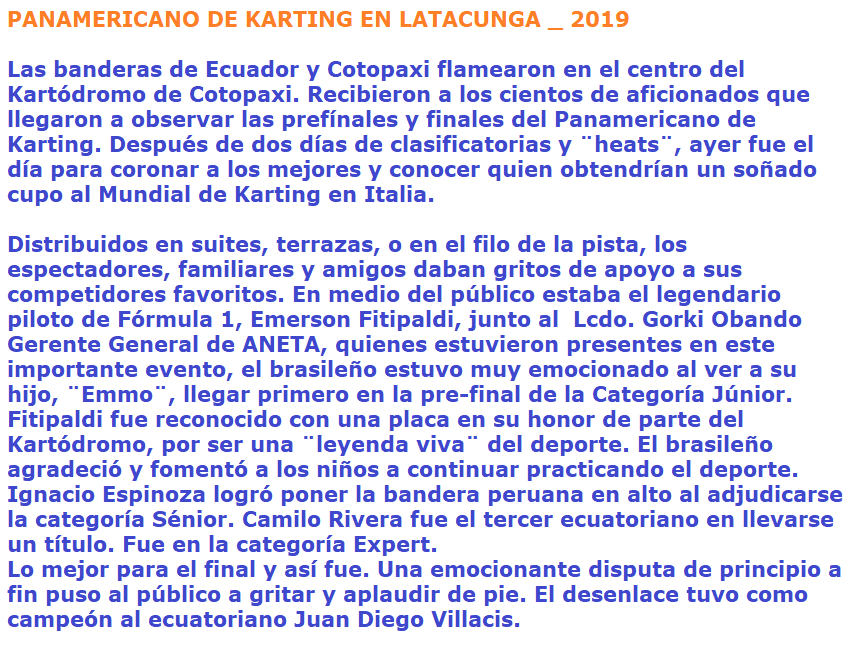 PANAMERICANO DE KARTING EN LATACUNGA _ 2019
Las banderas de Ecuador y Cotopaxi flamearon en el centro del
Kartódromo de Cotopaxi. Recibieron a los cientos de aficionados que
llegaron a observar las prefínales y finales del Panamericano de
Karting. Después de dos días de clasificatorias y ¨heats¨, ayer fue el
día para coronar a los mejores y conocer quien obtendrían un soñado
cupo al Mundial de Karting en Italia.
Distribuidos en suites, terrazas, o en el filo de la pista, los
espectadores, familiares y amigos daban gritos de apoyo a sus
competidores favoritos. En medio del público estaba el legendario
piloto de Fórmula 1, Emerson Fitipaldi, junto al  Lcdo. Gorki Obando
Gerente General de ANETA, quienes estuvieron presentes en este
importante evento, el brasileño estuvo muy emocionado al ver a su
hijo, ¨Emmo¨, llegar primero en la pre-final de la Categoría Júnior.
Fitipaldi fue reconocido con una placa en su honor de parte del
Kartódromo, por ser una ¨leyenda viva¨ del deporte. El brasileño
agradeció y fomentó a los niños a continuar practicando el deporte.
Ignacio Espinoza logró poner la bandera peruana en alto al adjudicarse
la categoría Sénior. Camilo Rivera fue el tercer ecuatoriano en llevarse
un título. Fue en la categoría Expert.
Lo mejor para el final y así fue. Una emocionante disputa de principio a
fin puso al público a gritar y aplaudir de pie. El desenlace tuvo como
campeón al ecuatoriano Juan Diego Villacis.